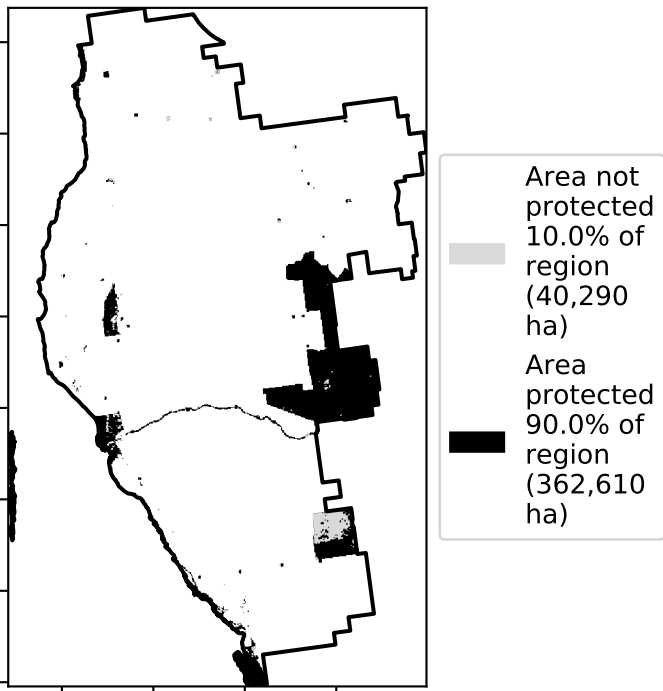 Area not
protected
10.0% of
region
(40,290
ha)
Area
protected
90.0% of
region
(362,610
ha)